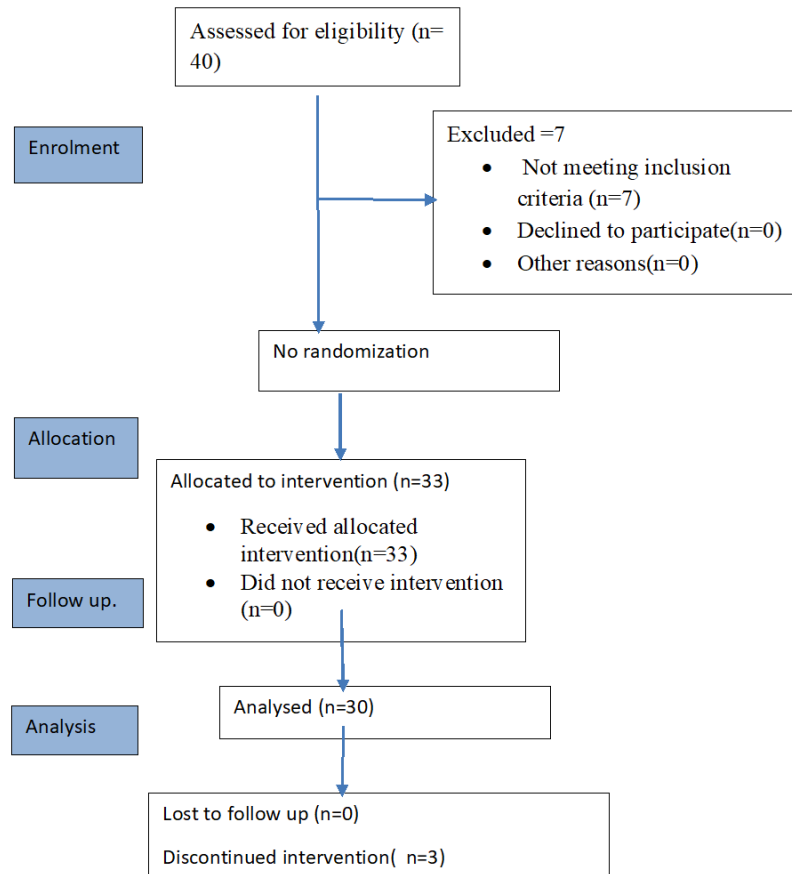 Assessed for eligibility (n=
40)
Enrolment
Excluded =7
• Not meeting inclusion
criteria (n=7)
• Declined to participate(n=0)
• Other reasons(n=0)
No randomization
Allocation
Allocated to intervention (n=33)
• Received allocated
intervention(n=33)
• Did not receive intervention
(n=0)
Follow up.
Analysed (n=30)
Analysis
Lost to follow up (n=0)
Discontinued intervention( n=3)